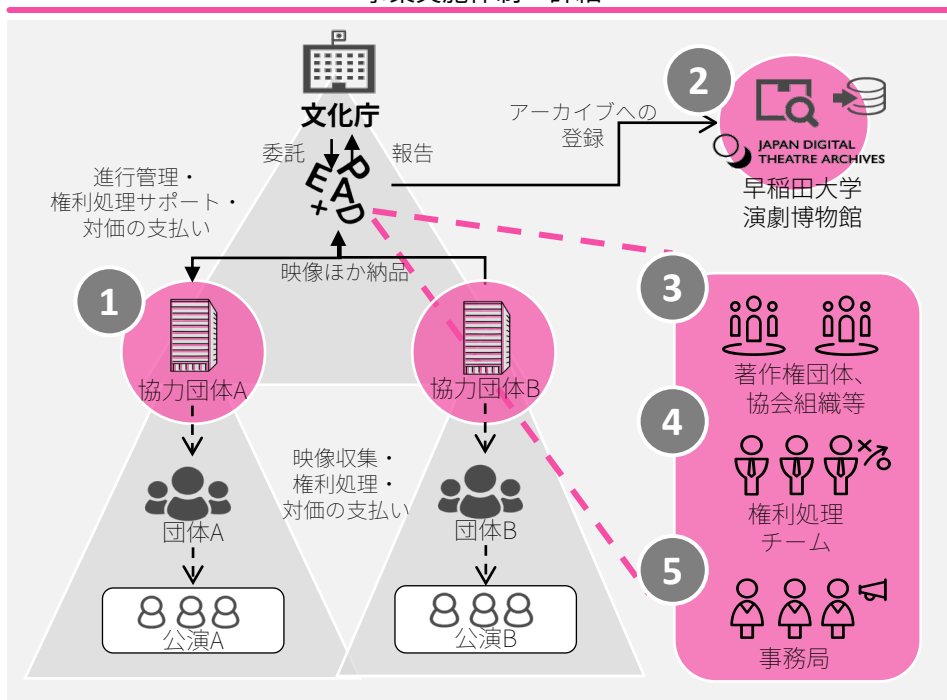 文化庁
委託
報告
EPAD+
アーカイブへの
登録
2
JAPAN DIGITAL
THEATRE ARCHIVES
早稲田大学
演劇博物館
進行管理・
権利処理サポート・
対価の支払い
映像ほか納品
1
協力団体A
協力団体B
映像収集・
権利処理・
対価の支払い
団体A
団体B
公演A
公演B
3
著作権団体、
協会組織等
4
権利処理
チーム
5
事務局